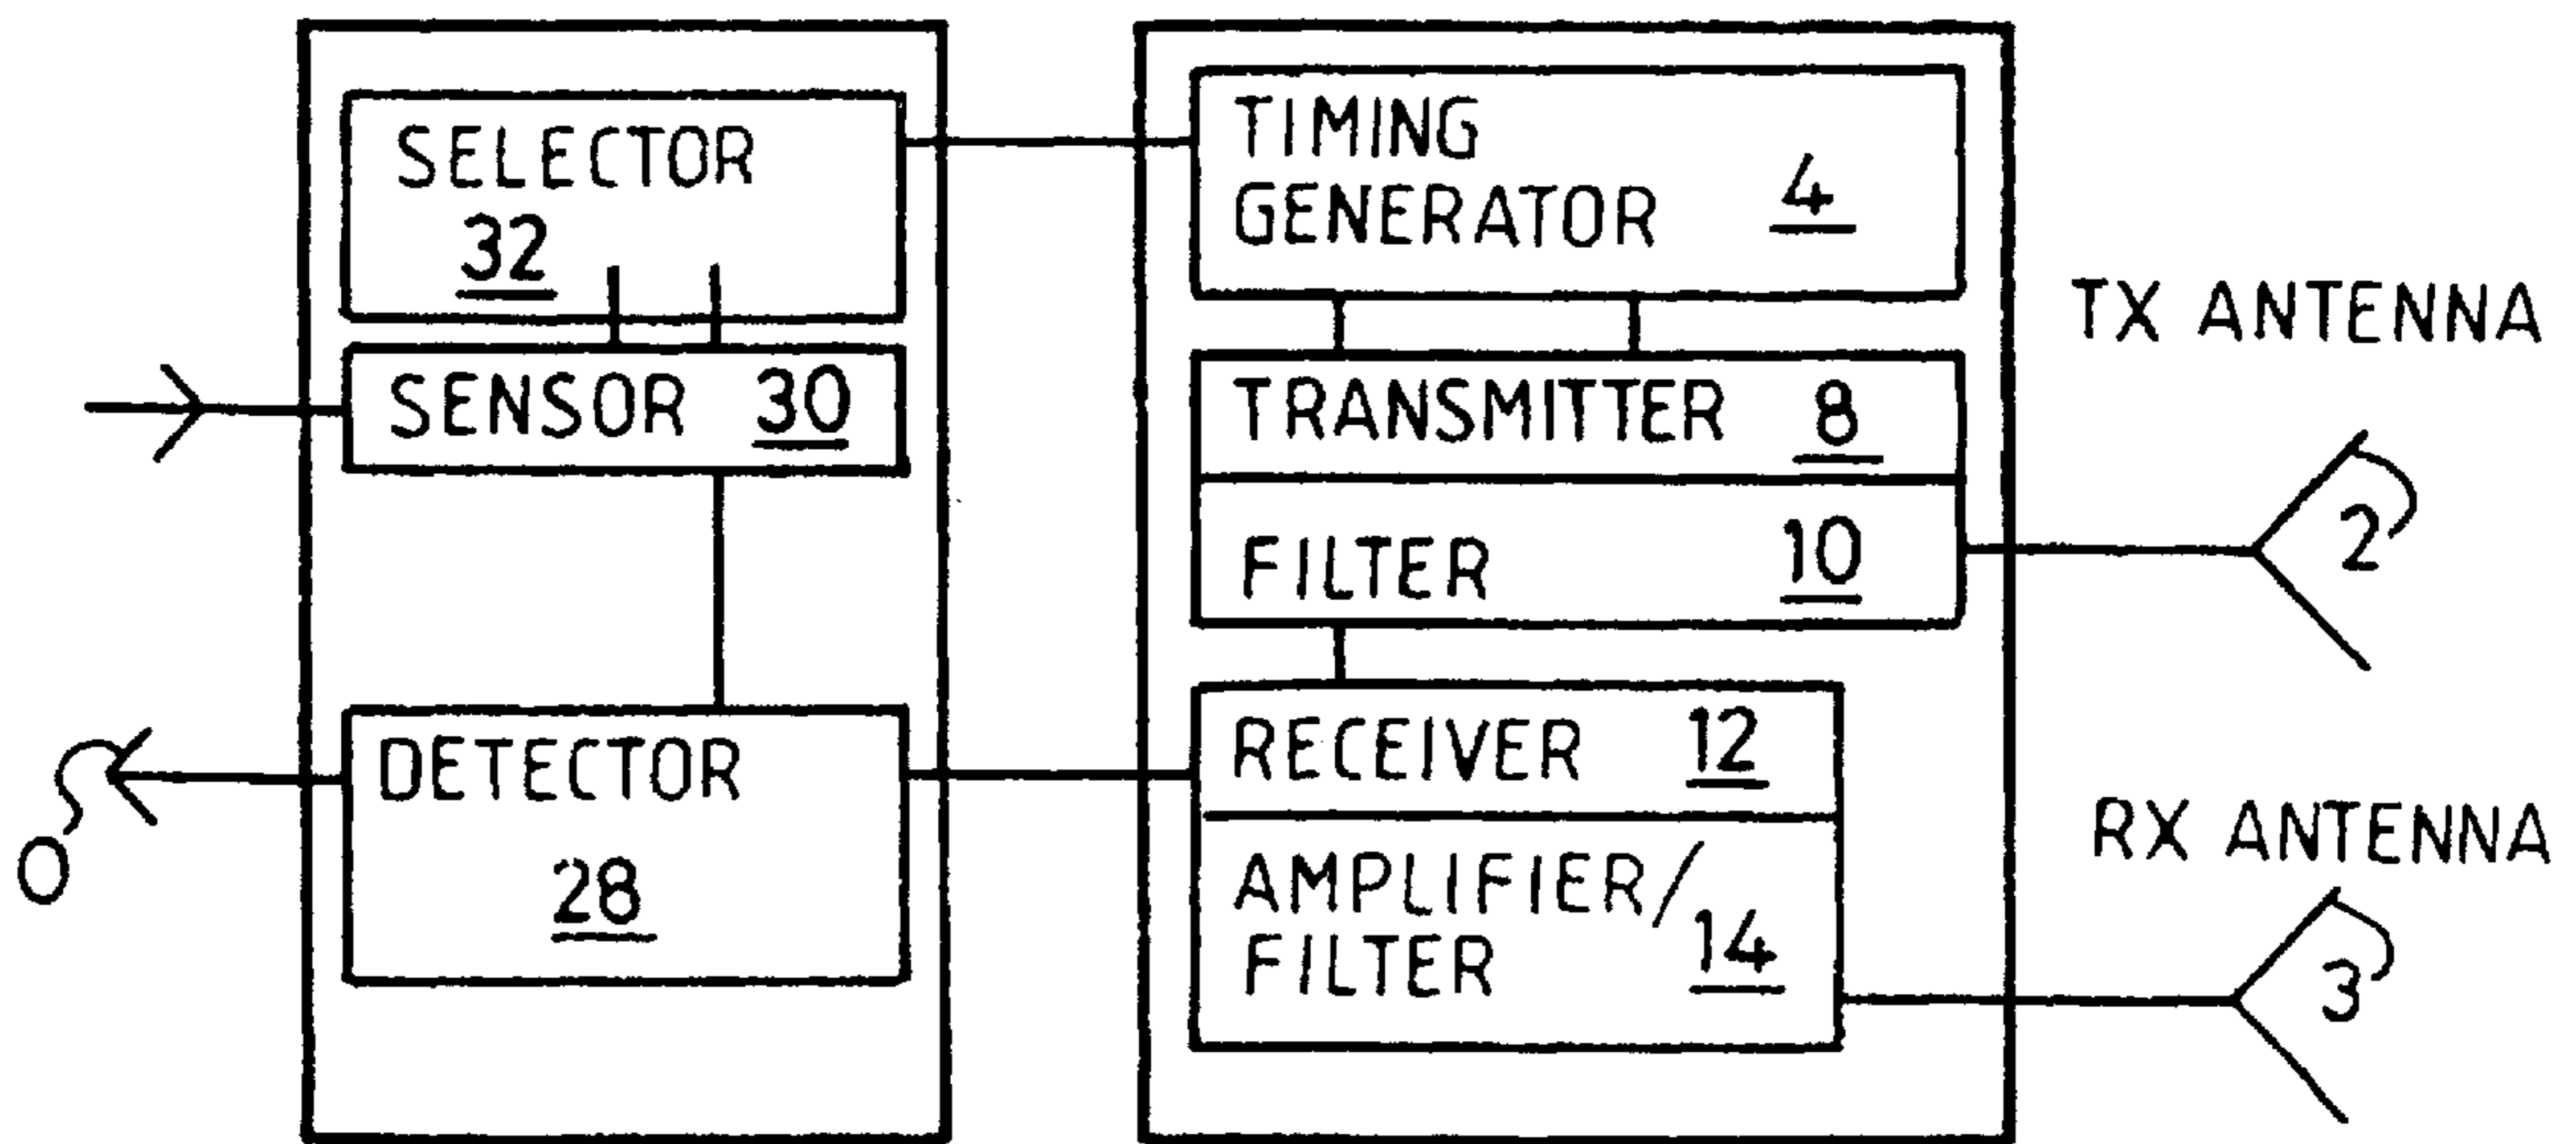 SELECTOR
32
SENSOR 30
DETECTOR
28
O
TIMING
GENERATOR 4
TRANSMITTER 8
FILTER 10
RECEIVER 12
AMPLIFIER/
FILTER 14
TX ANTENNA
2
RX ANTENNA
3